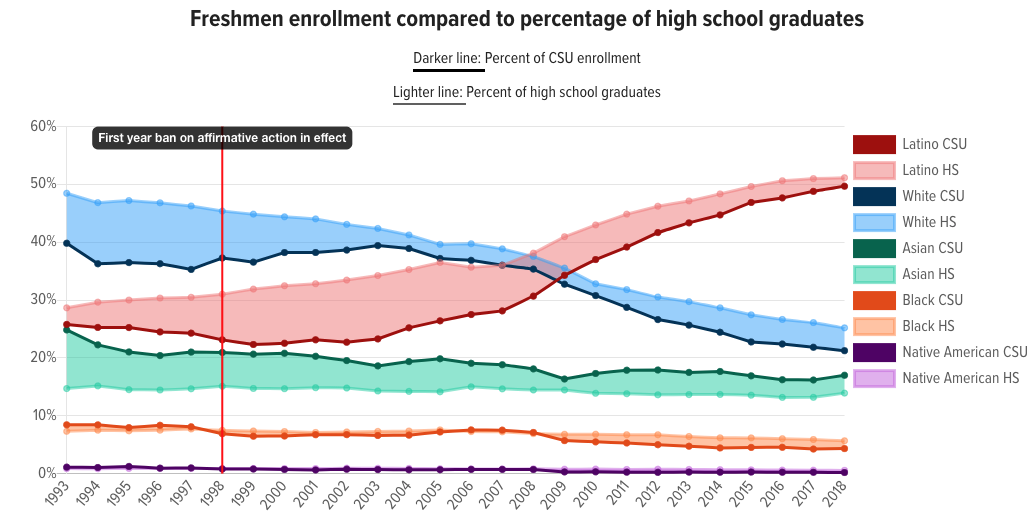 Freshmen enrollment compared to percentage of high school graduates
Darker line: Percent of CSU enrollment
Lighter line: Percent of high school graduates
First year ban on affirmative action in effect
60%
50%
40%
30%
20%
10%
0%
1993 1994 1995 1996 1997 1998 1999 2000 2001 2002 2003 2004 2005 2006 2007 2008 2009 2010 2011 2012 2013 2014 2015 2016 2017 2018
Latino CSU
Latino HS
White CSU
White HS
Asian CSU
Asian HS
Black CSU
Black HS
Native American CSU
Native American HS